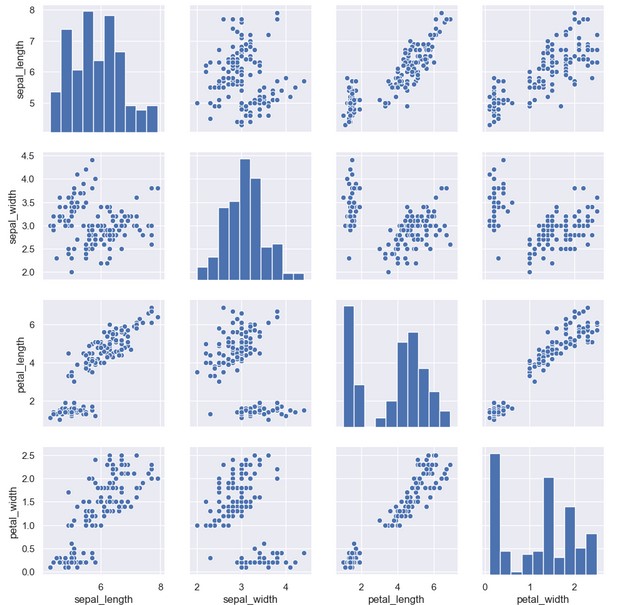 sepal_length
8
7
6
5
sepal_width
4.5
4.0
3.5
3.0
2.5
2.0
petal_length
6
4
2
petal_width
2.5
2.0
1.5
1.0
0.5
0.0
6 8
2 3 4
2 4 6
0 1 2
sepal_length sepal_width petal_length petal_width